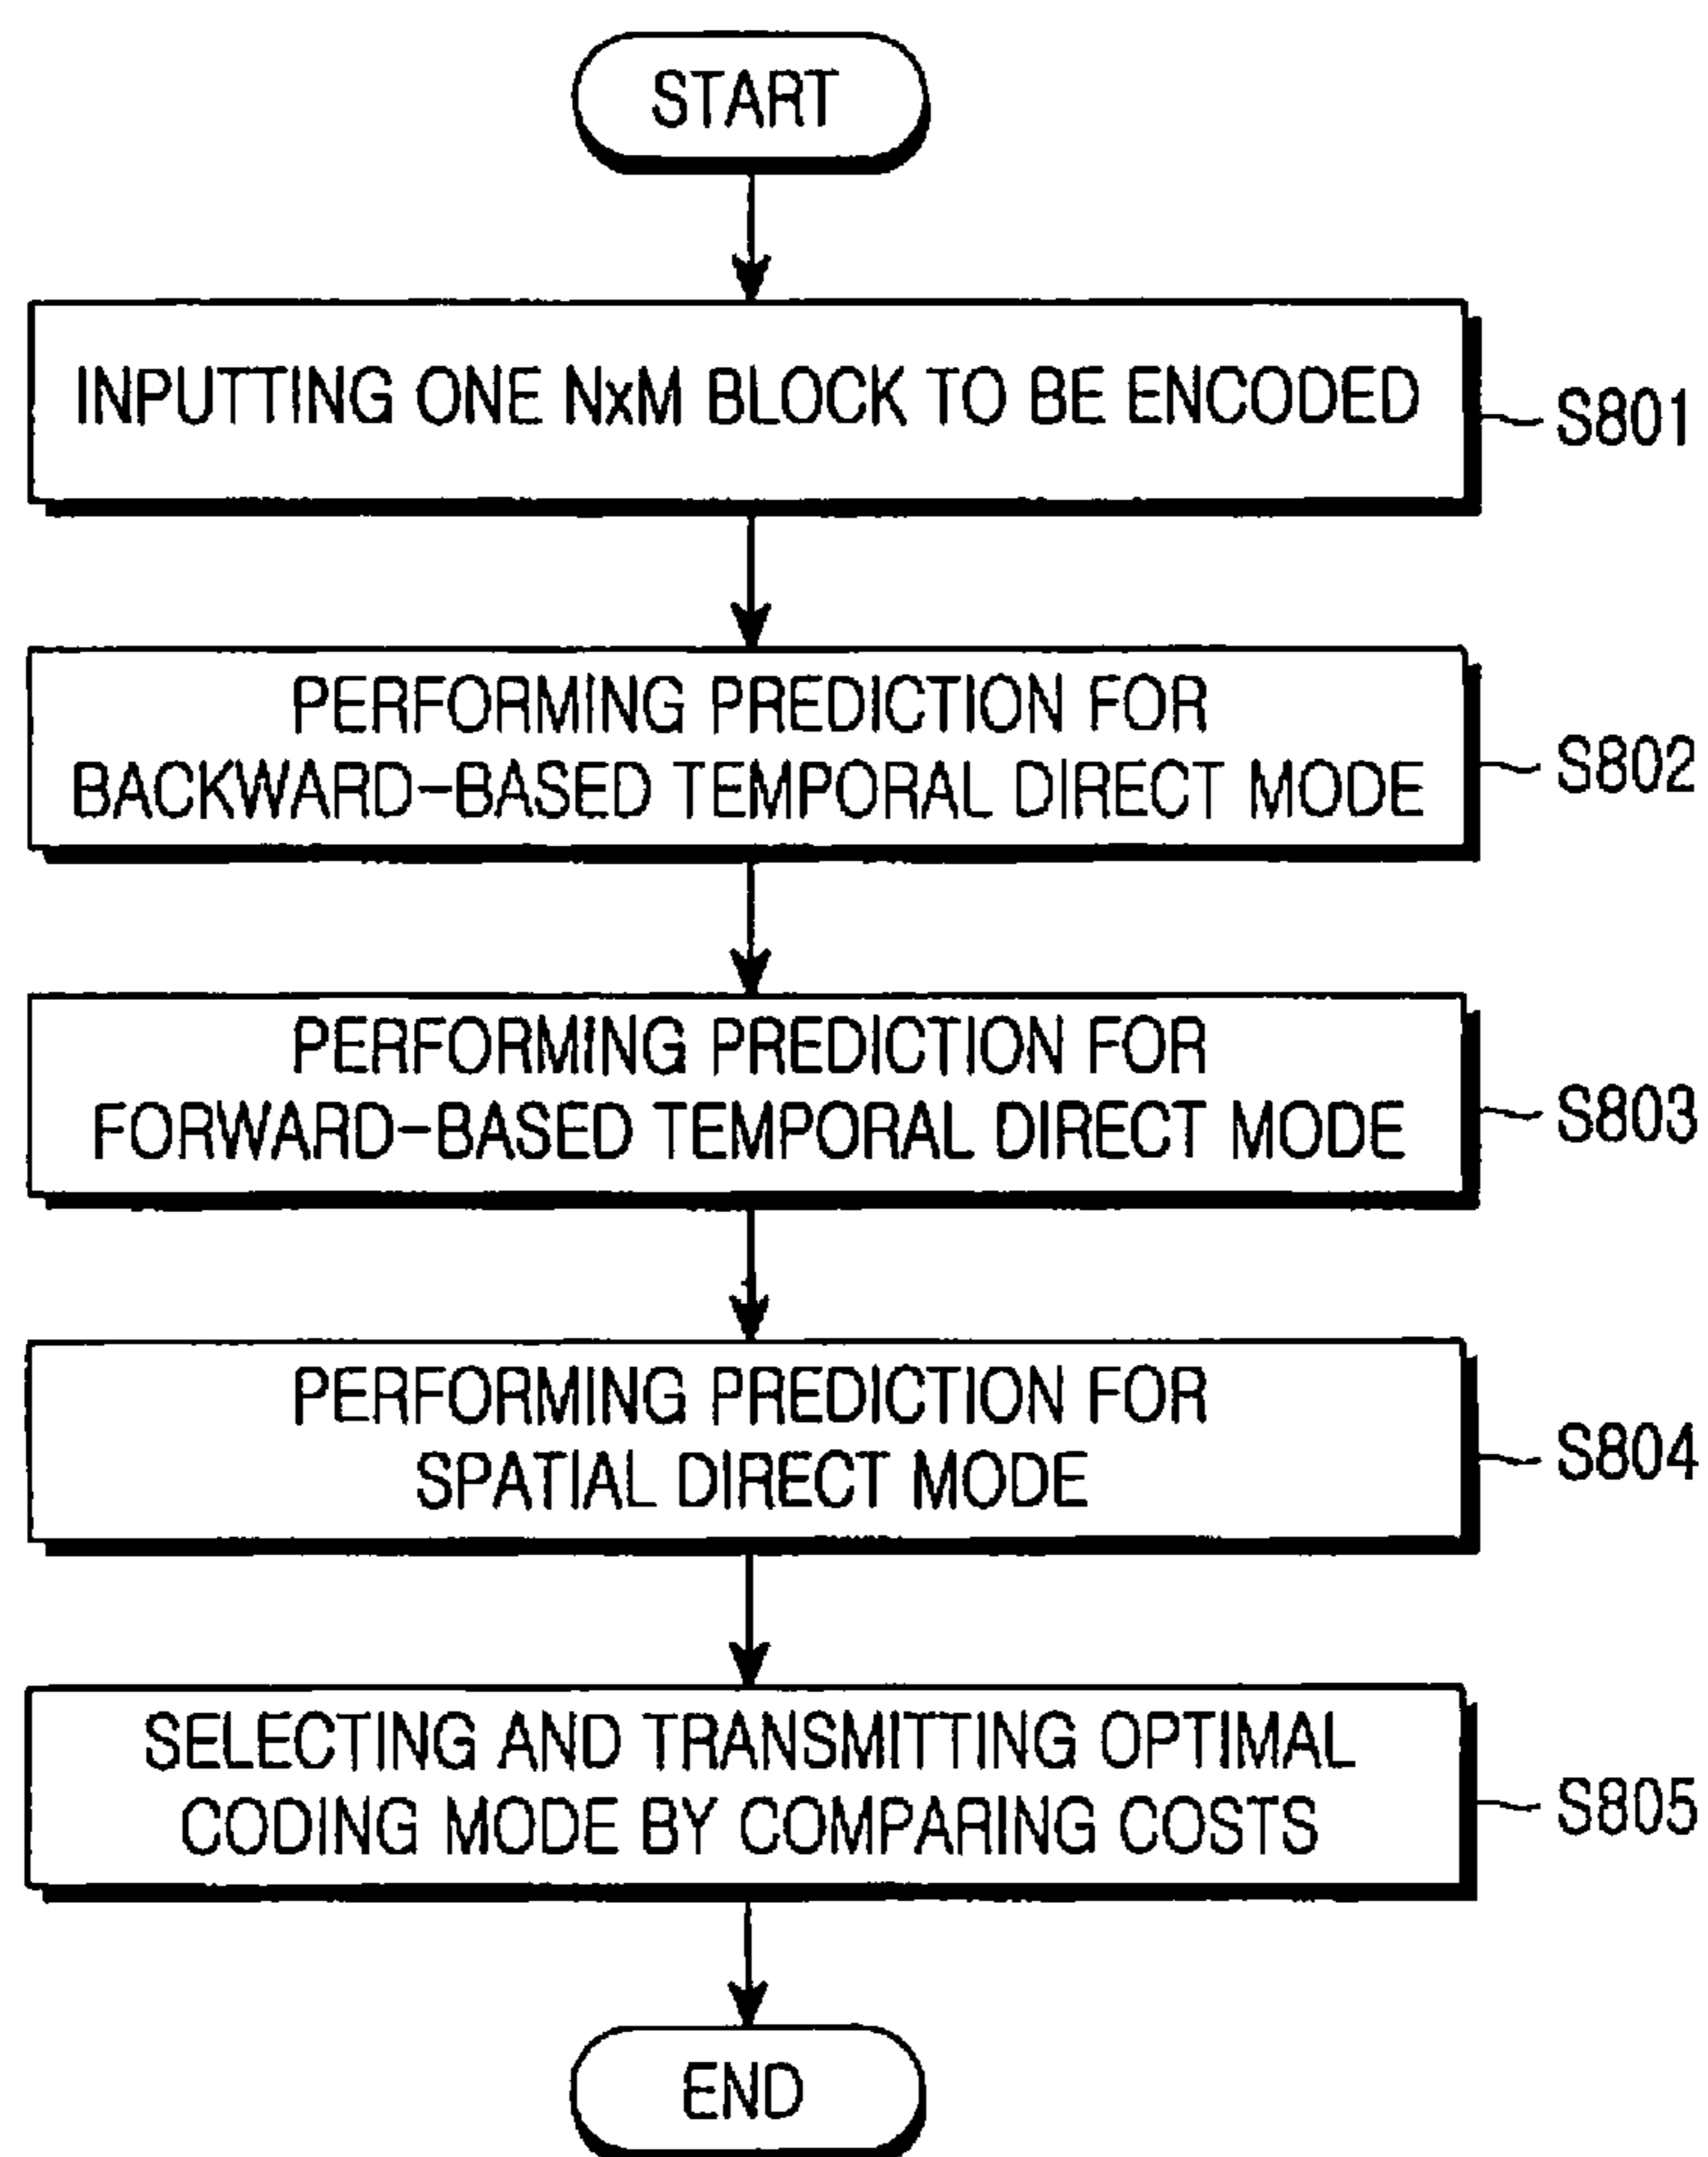 START
INPUTTING ONE NxM BLOCK TO BE ENCODED
S801
PERFORMING PREDICTION FOR
BACKWARD-BASED TEMPORAL DIRECT MODE
S802
PERFORMING PREDICTION FOR
FORWARD-BASED TEMPORAL DIRECT MODE
S803
PERFORMING PREDICTION FOR
SPATIAL DIRECT MODE
S804
SELECTING AND TRANSMITTING OPTIMAL
CODING MODE BY COMPARING COSTS
S805
END